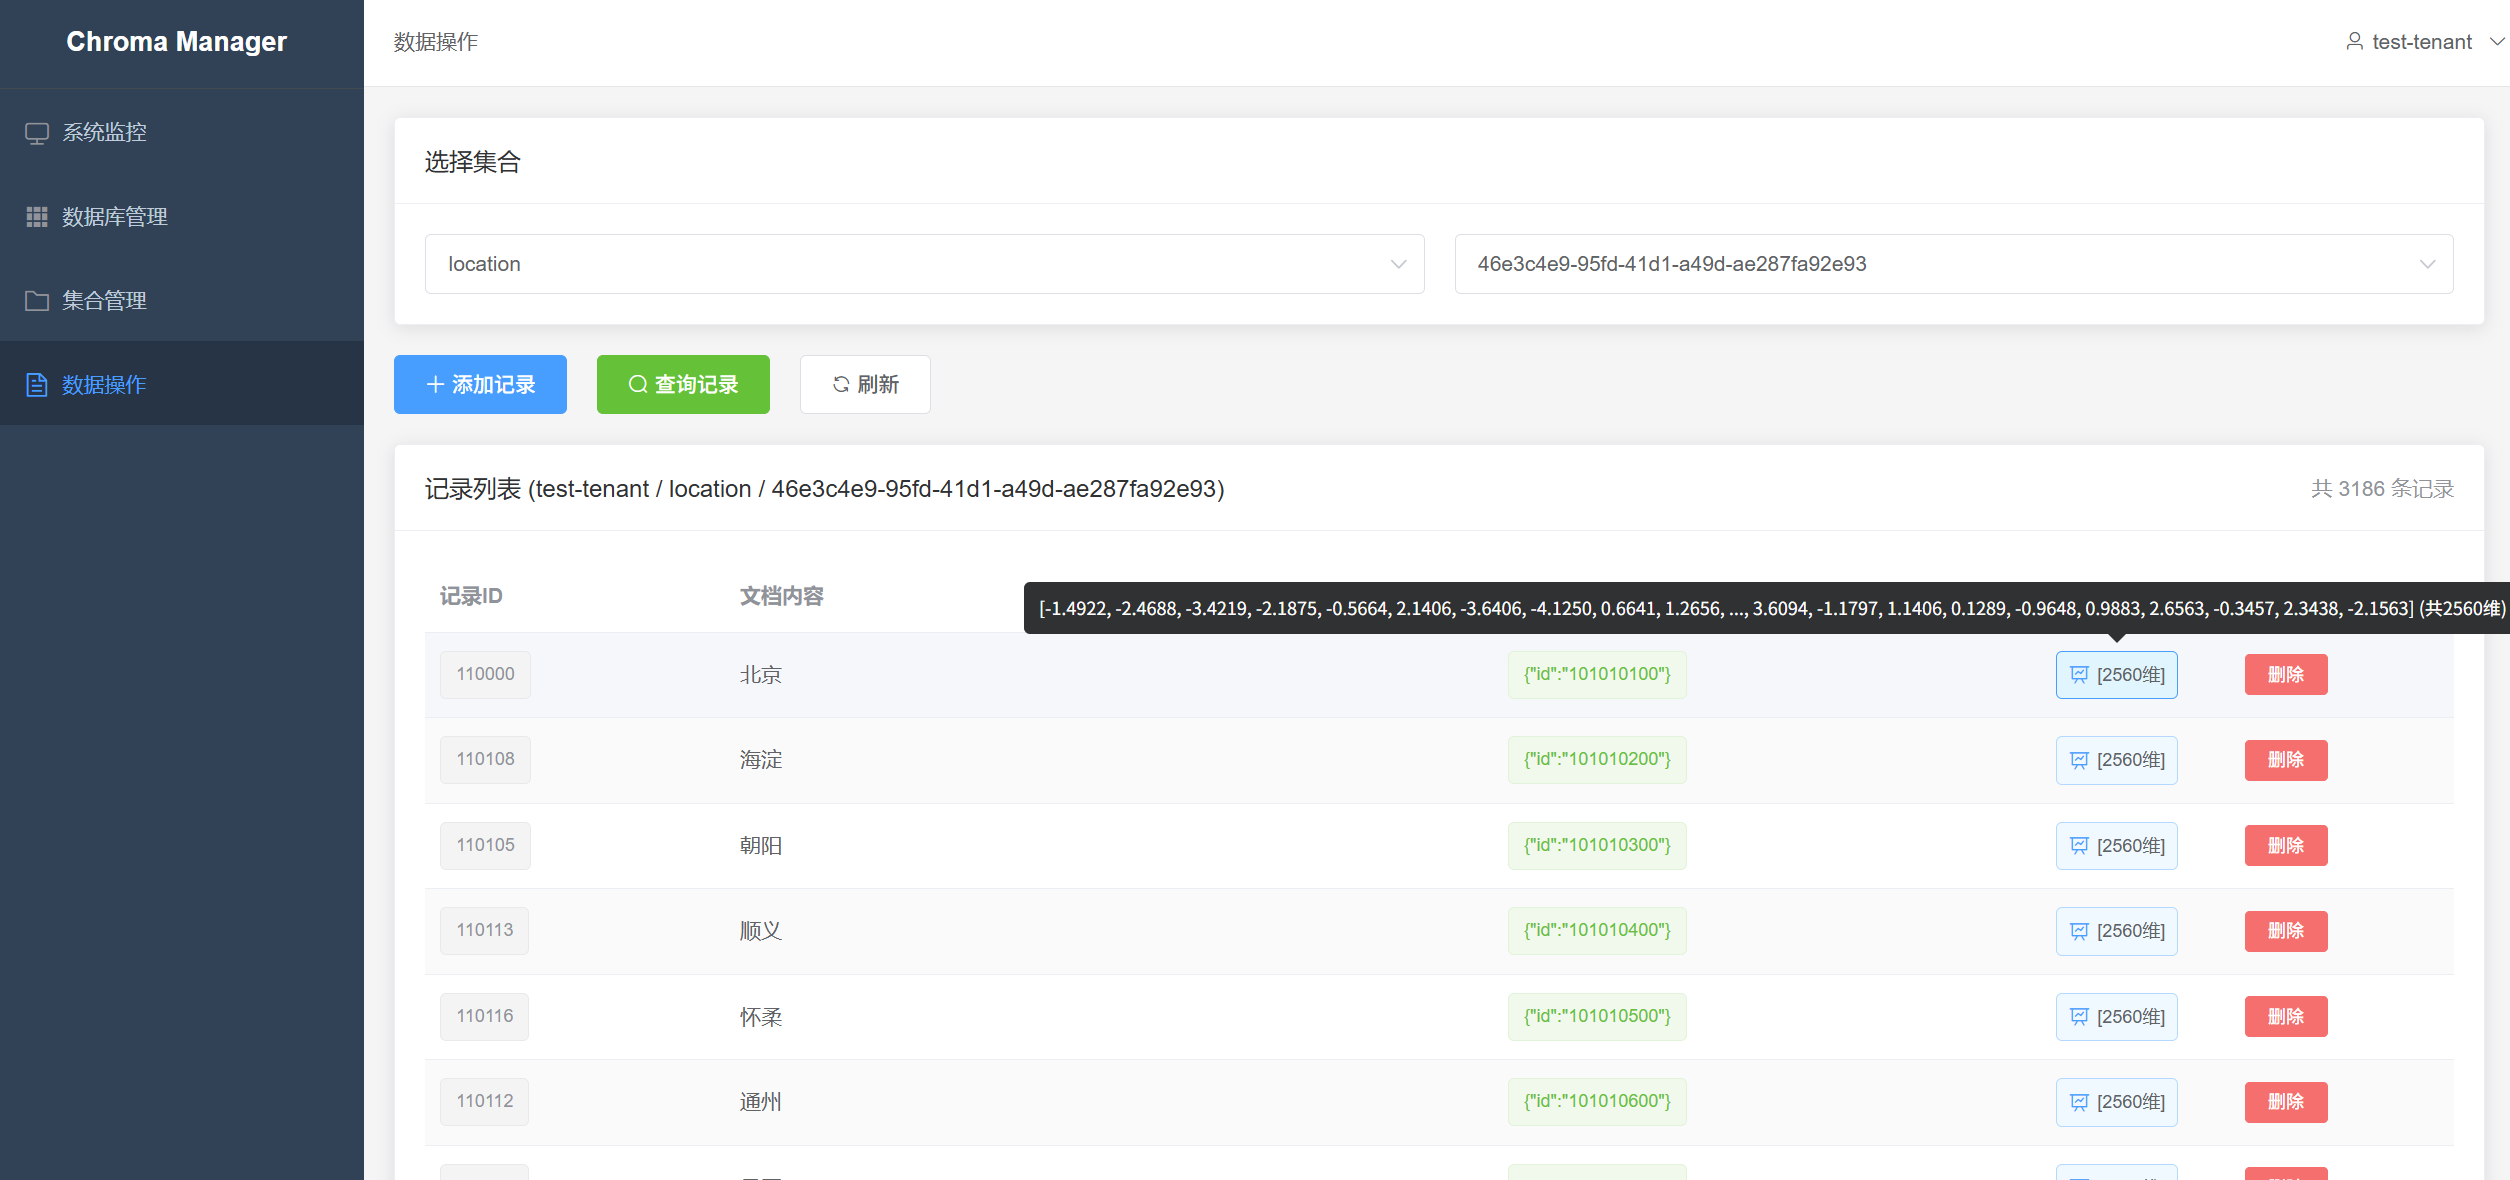 Chroma Manager
数据操作
test-tenant
系统监控
数据库管理
集合管理
数据操作
选择集合
location
46e3c4e9-95fd-41d1-a49d-ae287fa92e93
添加记录
查询记录
刷新
记录列表 (test-tenant / location / 46e3c4e9-95fd-41d1-a49d-ae287fa92e93)
共 3186 条记录
记录ID
文档内容
[-1.4922, -2.4688, -3.4219, -2.1875, -0.5664, 2.1406, -3.6406, -4.1250, 0.6641, 1.2656, ..., 3.6094, -1.1797, 1.1406, 0.1289, -0.9648, 0.9883, 2.6563, -0.3457, 2.3438, -2.1563] (共2560维)
110000 北京 {"id":"101010100"} [2560维] 删除
110108 海淀 {"id":"101010200"} [2560维] 删除
110105 朝阳 {"id":"101010300"} [2560维] 删除
110113 顺义 {"id":"101010400"} [2560维] 删除
110116 怀柔 {"id":"101010500"} [2560维] 删除
110112 通州 {"id":"101010600"} [2560维] 删除